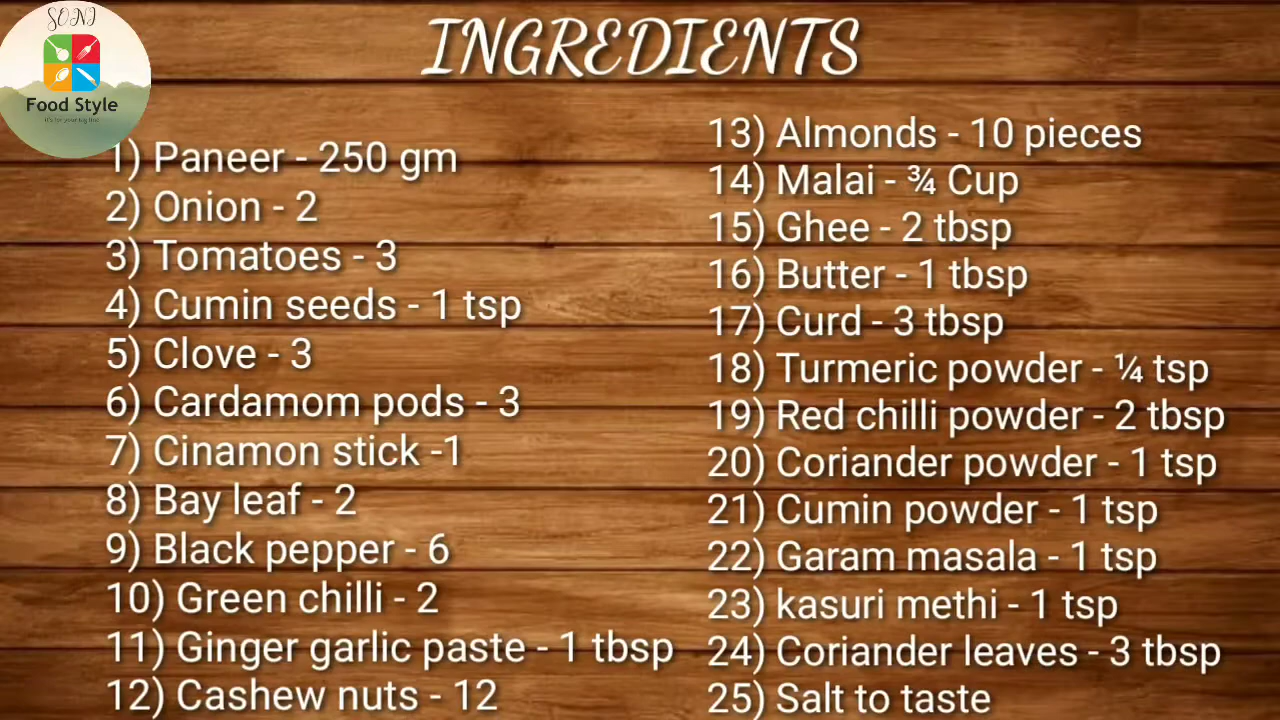 SONI
Food Style
INGREDIENTS
1) Paneer - 250 gm
2) Onion - 2
3) Tomatoes - 3
4) Cumin seeds - 1 tsp
5) Clove - 3
6) Cardamom pods - 3
7) Cinamon stick -1
8) Bay leaf - 2
9) Black pepper - 6
10) Green chilli - 2
11) Ginger garlic paste - 1 tbsp
12) Cashew nuts - 12
13) Almonds - 10 pieces
14) Malai - ¾ Cup
15) Ghee - 2 tbsp
16) Butter - 1 tbsp
17) Curd - 3 tbsp
18) Turmeric powder - ¼ tsp
19) Red chilli powder - 2 tbsp
20) Coriander powder - 1 tsp
21) Cumin powder - 1 tsp
22) Garam masala - 1 tsp
23) kasuri methi - 1 tsp
24) Coriander leaves - 3 tbsp
25) Salt to taste